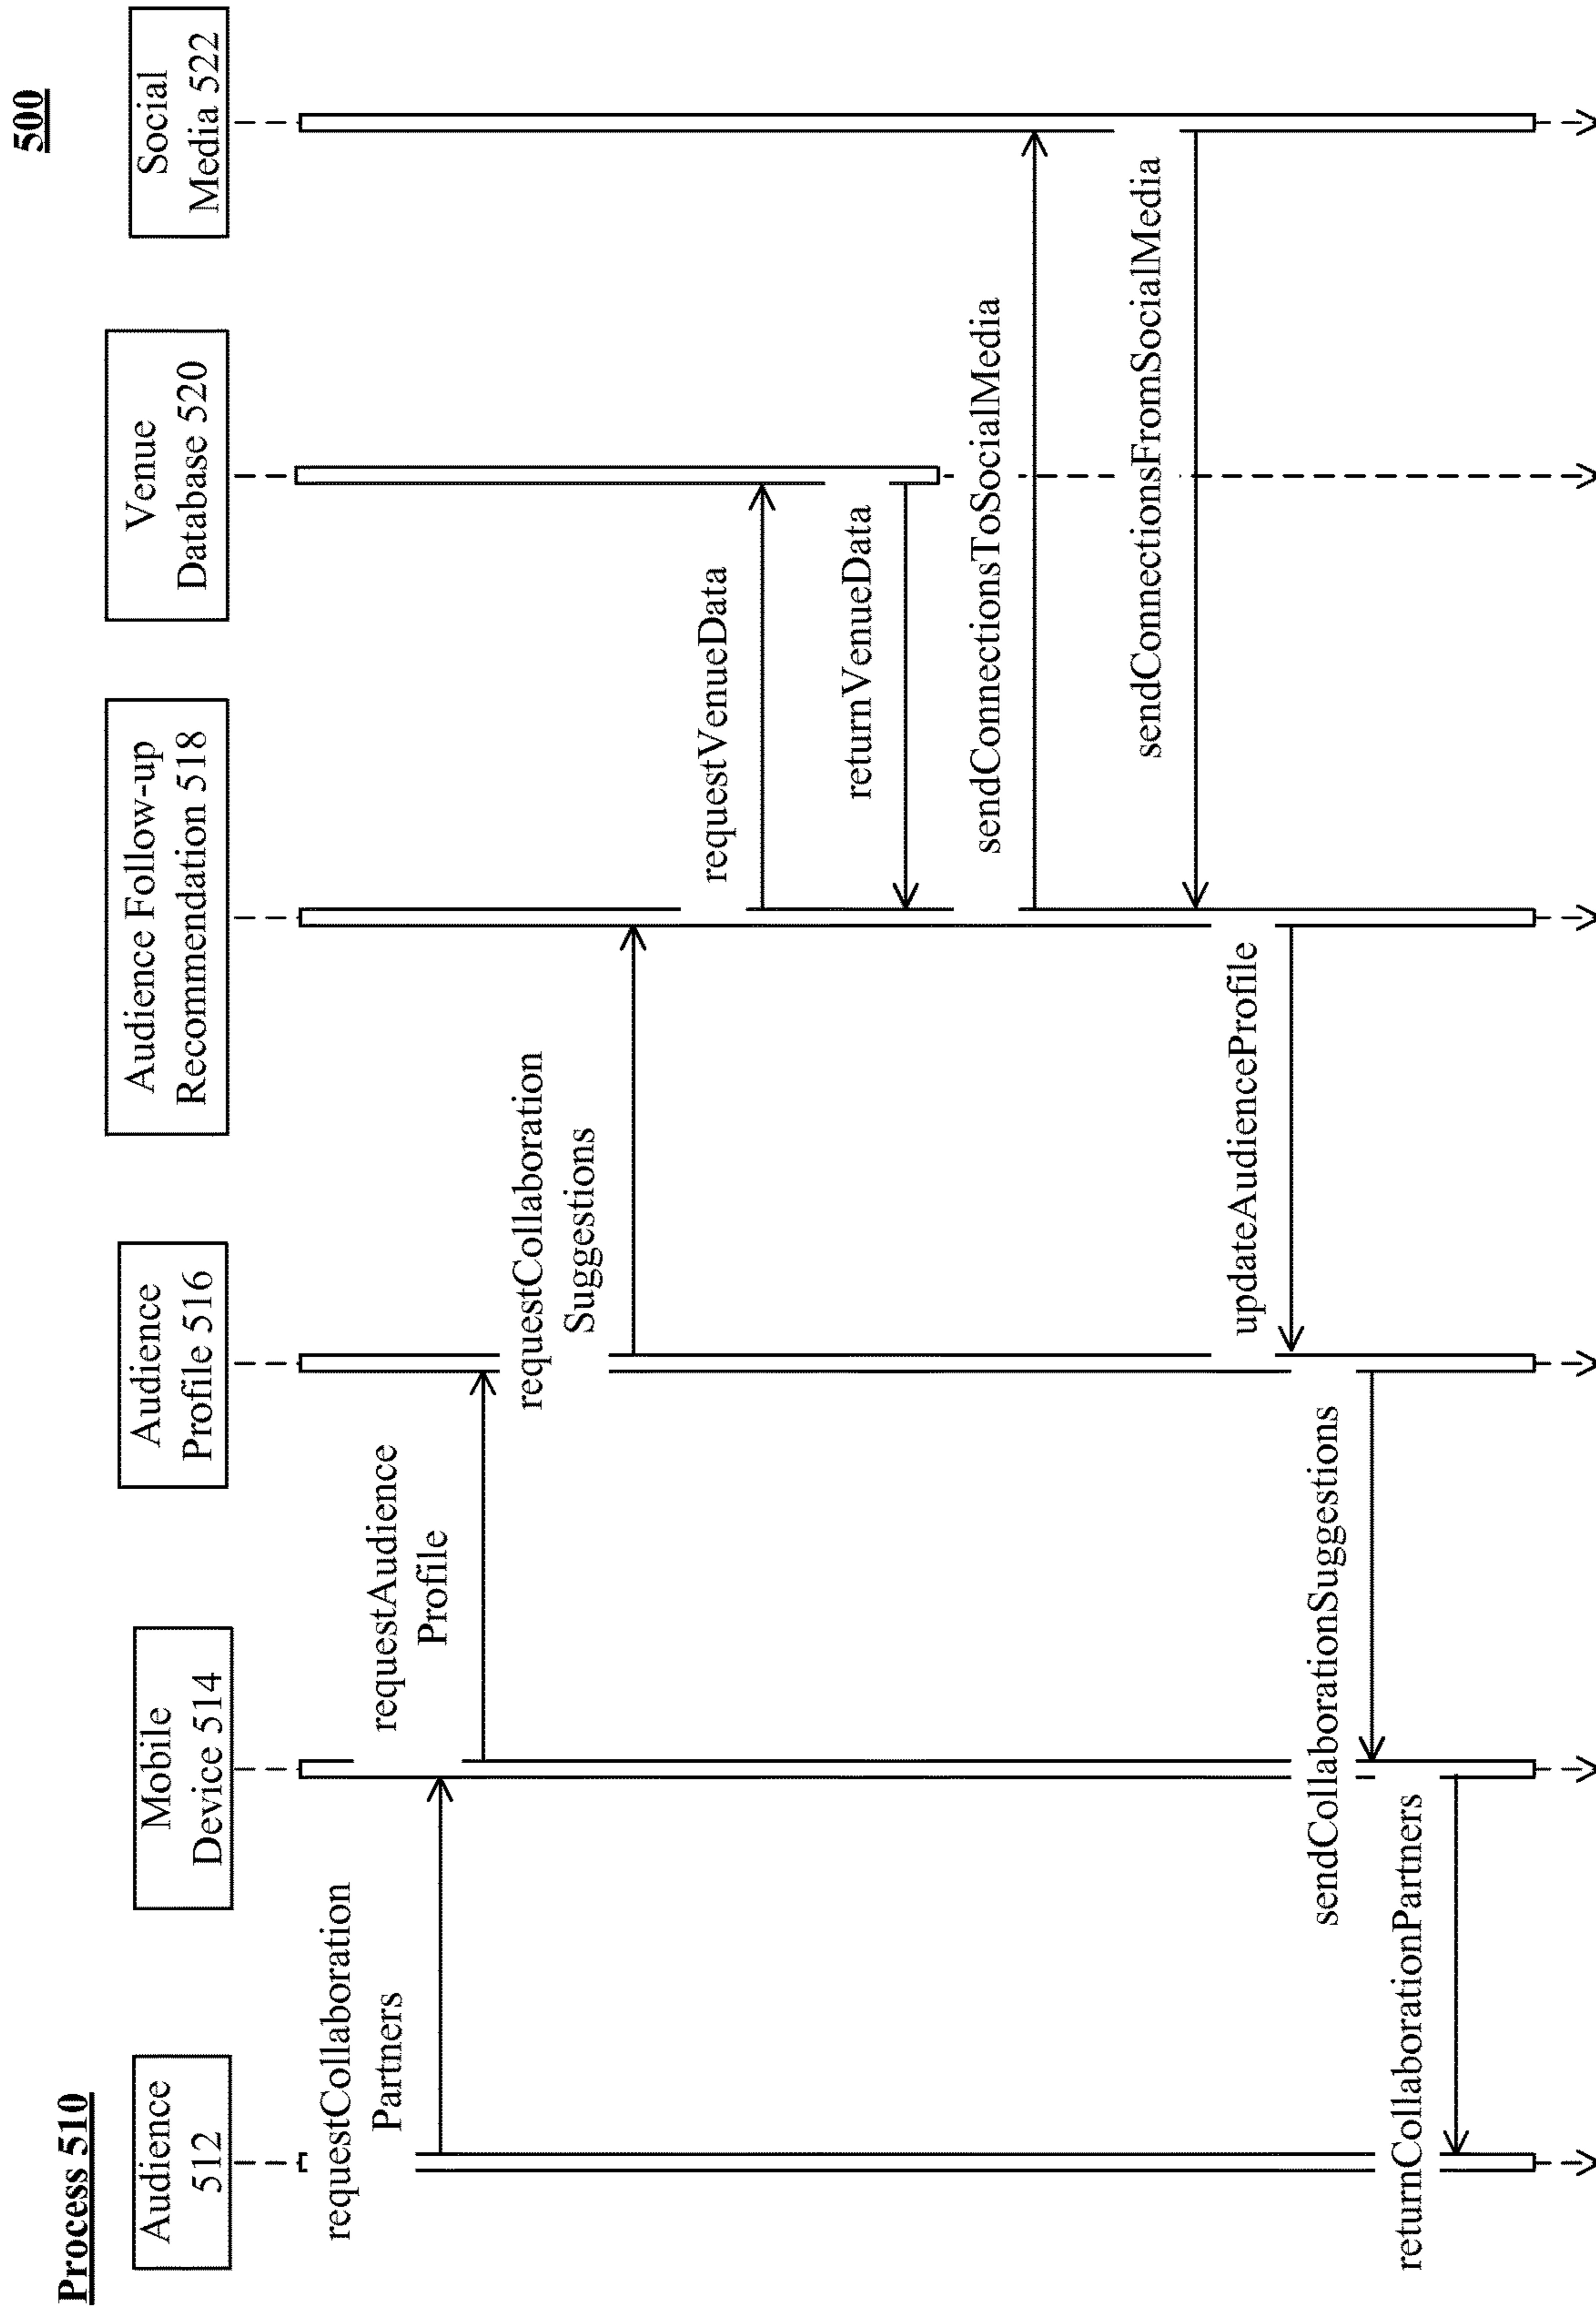 500
Process 510
Audience
512
Mobile
Device 514
Audience
Profile 516
Audience Follow-up
Recommendation 518
Venue
Database 520
Social
Media 522
requestCollaboration
Partners
requestAudience
Profile
requestCollaboration
Suggestions
requestVenueData
returnVenueData
sendConnectionsToSocialMedia
sendConnectionsFromSocialMedia
updateAudienceProfile
sendCollaborationSuggestions
returnCollaborationPartners